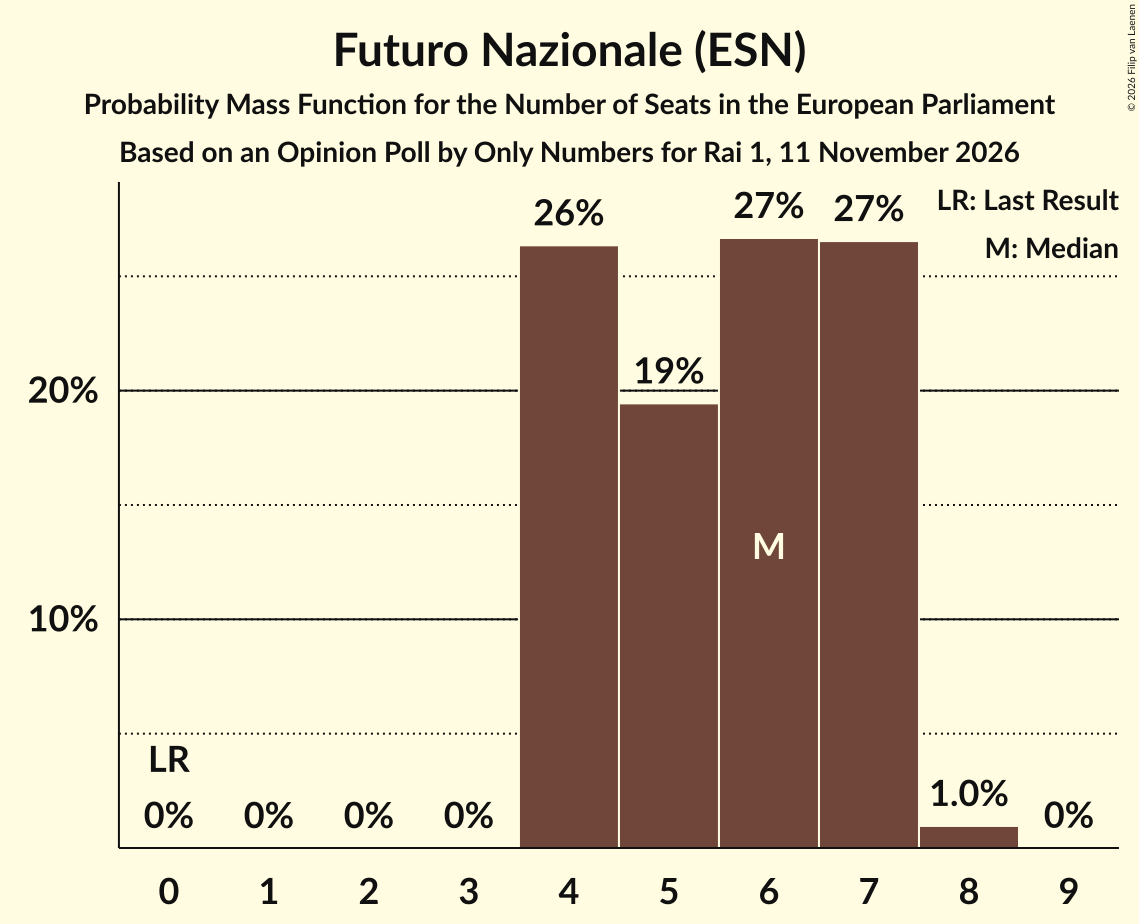 Futuro Nazionale (ESN)
Probability Mass Function for the Number of Seats in the European Parliament
Based on an Opinion Poll by Only Numbers for Rai 1, 11 November 2026
© 2026 Filip van Laenen
LR: Last Result
M: Median
26%
27%
27%
19%
20%
M
10%
LR
0%
0%
0%
0%
1.0%
0%
0 1 2 3 4 5 6 7 8 9